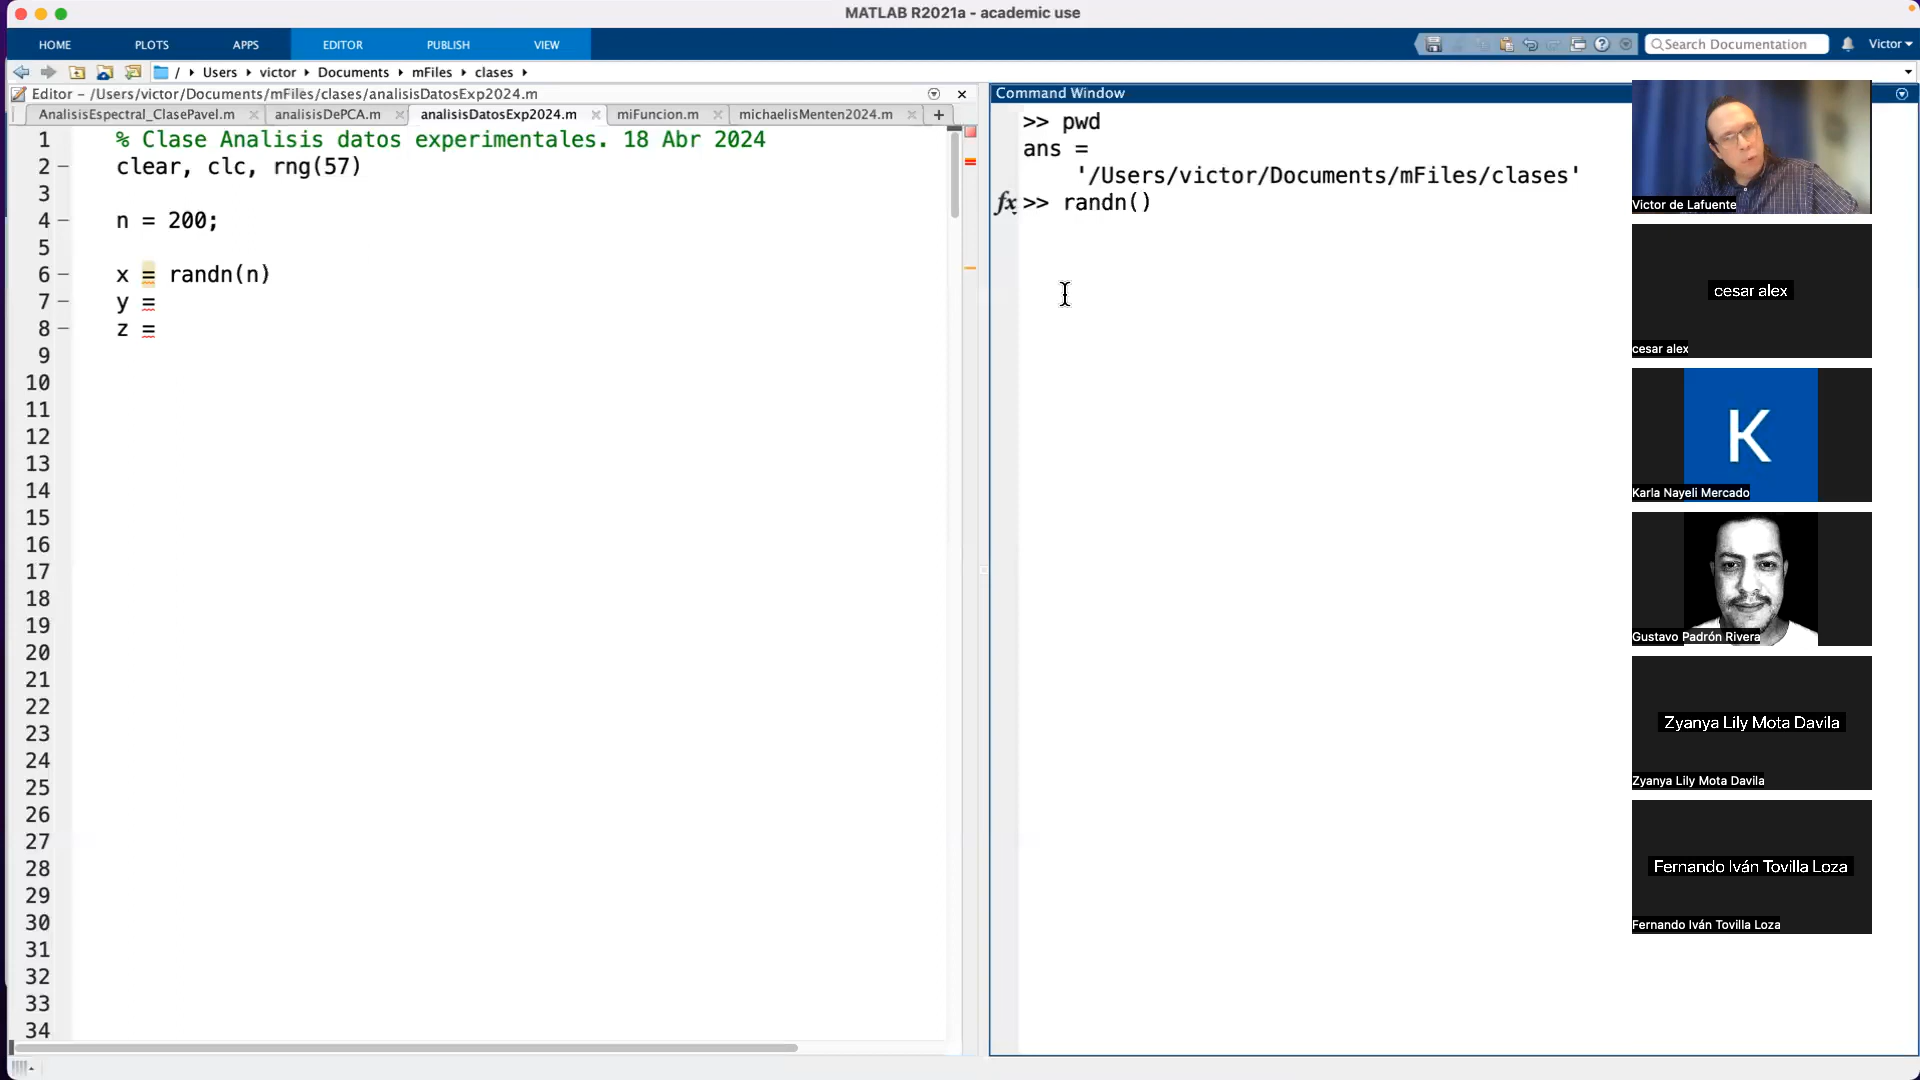 MATLAB R2021a - academic use
HOME PLOTS APPS EDITOR PUBLISH VIEW
Search Documentation Victor
/ Users victor Documents mFiles clases
Editor - /Users/victor/Documents/mFiles/clases/analisisDatosExp2024.m
AnalisisEspectral_ClasePavel.m analisisDePCA.m analisisDatosExp2024.m miFuncion.m michaelisMenten2024.m +
1 % Clase Analisis datos experimentales. 18 Abr 2024
2 clear, clc, rng(57)
3
4 n = 200;
5
6 x = randn(n)
7 y =
8 z =
9
10
11
12
13
14
15
16
17
18
19
20
21
22
23
24
25
26
27
28
29
30
31
32
33
34
Command Window
>> pwd
ans =
'/Users/victor/Documents/mFiles/clases'
fx >> randn()
Victor de Lafuente
cesar alex
cesar alex
K
Karla Nayeli Mercado
Gustavo Padrón Rivera
Zyanya Lily Mota Davila
Zyanya Lily Mota Davila
Fernando Iván Tovilla Loza
Fernando Iván Tovilla Loza